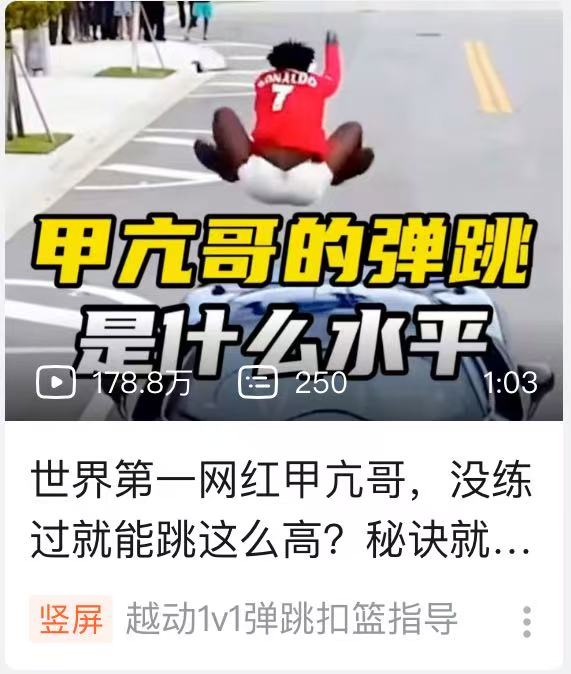 RONALDO
7
甲亢哥的弹跳
是什么水平
178.8万 250 1:03
世界第一网红甲亢哥，没练
过就能跳这么高？秘诀就...
竖屏 越动1v1弹跳扣篮指导